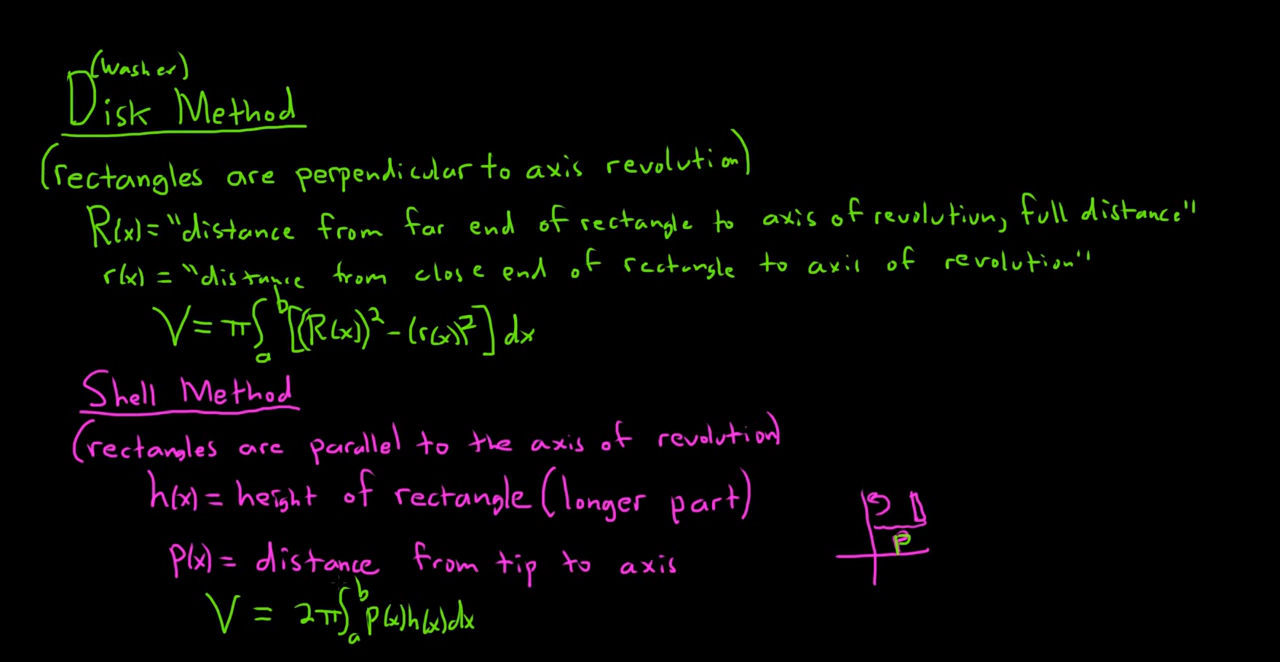 (washer)
Disk Method
(rectangles are perpendicular to axis revolution)
R(x)="distance from far end of rectangle to axis of revolution, full distance"
r(x) = "distance from close end of rectangle to axis of revolution"
V = π∫ₐᵇ [(R(x))² - (r(x))²] dx
Shell Method
(rectangles are parallel to the axis of revolution)
h(x) = height of rectangle (longer part)
P(x) = distance from tip to axis
V = 2π∫ₐᵇ P(x)h(x)dx
P